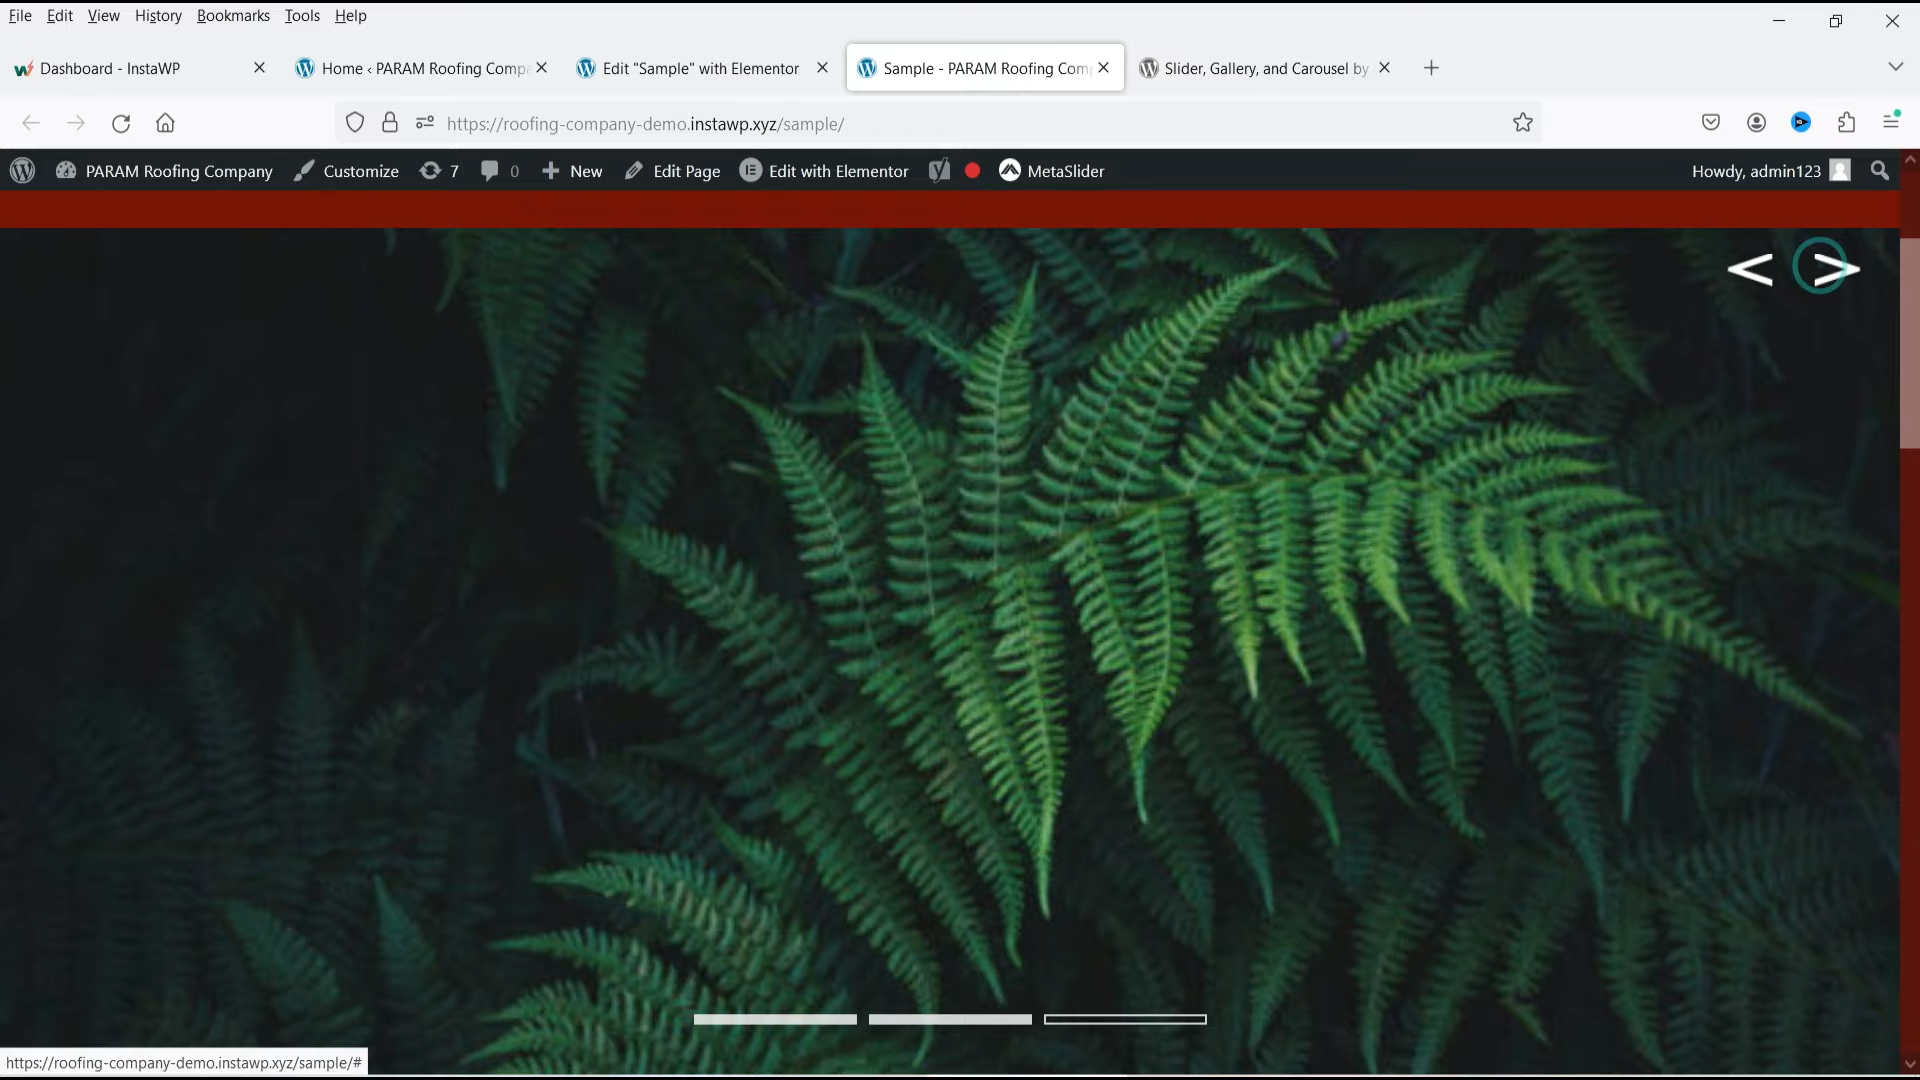 File Edit View History Bookmarks Tools Help
Dashboard - InstaWP
Home ‹ PARAM Roofing Compa
Edit "Sample" with Elementor
Sample - PARAM Roofing Com
Slider, Gallery, and Carousel by
https://roofing-company-demo.instawp.xyz/sample/
PARAM Roofing Company Customize 7 0 New Edit Page Edit with Elementor MetaSlider Howdy, admin123
< >
https://roofing-company-demo.instawp.xyz/sample/#